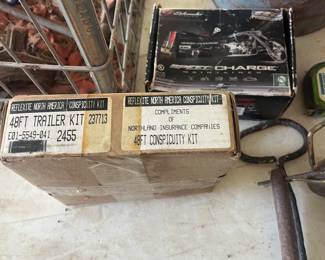 REFLEXITE NORTH AMERICA CONSPICUITY KIT
48FT TRAILER KIT 237713
E01-5549-041 2455
REFLEXITE NORTH AMERICA CONSPICUITY KIT
COMPLIMENTS
OF
NORTHLAND INSURANCE COMPANIES
48FT CONSPICUITY KIT
CHARGE